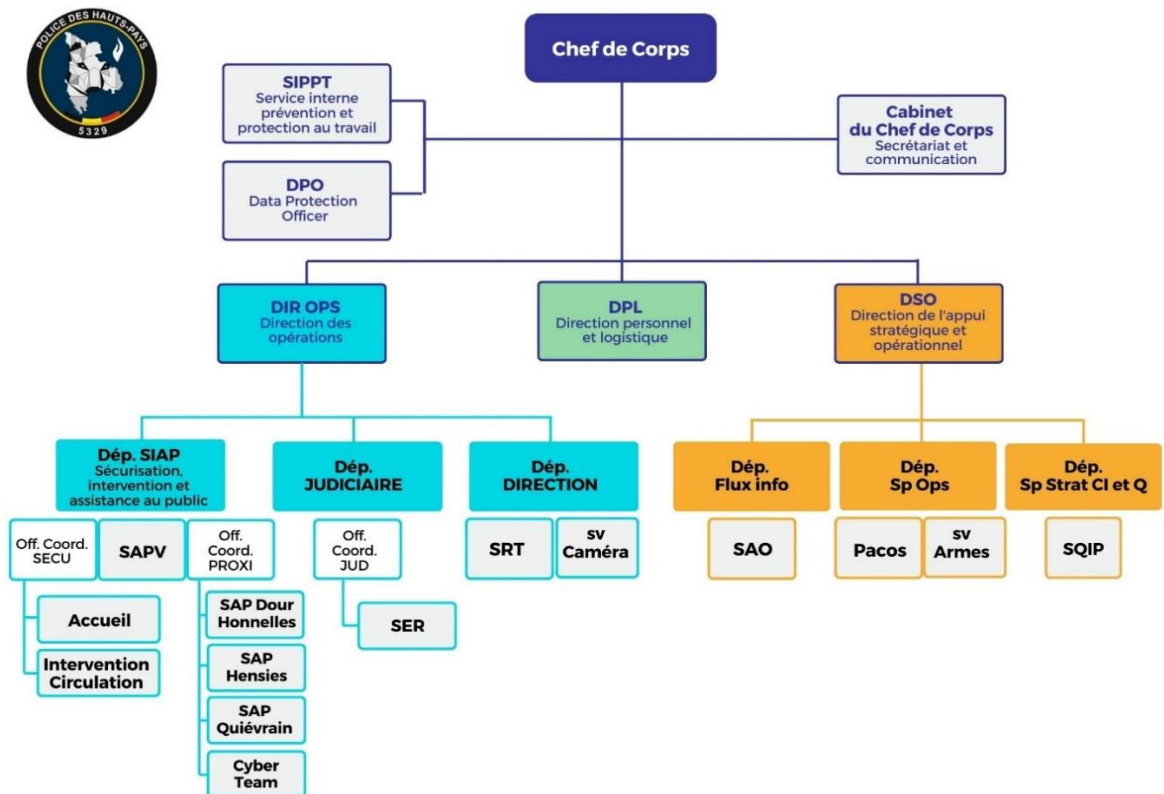 POLICE DES HAUTS-PAYS
5329
Chef de Corps
SIPPT
Service interne
prévention et
protection au travail
Cabinet
du Chef de Corps
Secrétariat et
communication
DPO
Data Protection
Officer
DIR OPS
Direction des
opérations
DPL
Direction personnel
et logistique
DSO
Direction de l'appui
stratégique et
opérationnel
Dép. SIAP
Sécurisation,
intervention et
assistance au public
Dép.
JUDICIAIRE
Dép.
DIRECTION
Dép.
Flux info
Dép.
Sp Ops
Dép.
Sp Strat CI et Q
Off. Coord.
SECU
SAPV
Off.
Coord.
PROXI
Off.
Coord.
JUD
SRT
sv
Caméra
SAO
Pacos
sv
Armes
SQIP
Accueil
Intervention
Circulation
SAP Dour
Honnelles
SAP
Hensies
SAP
Quiévrain
Cyber
Team
SER